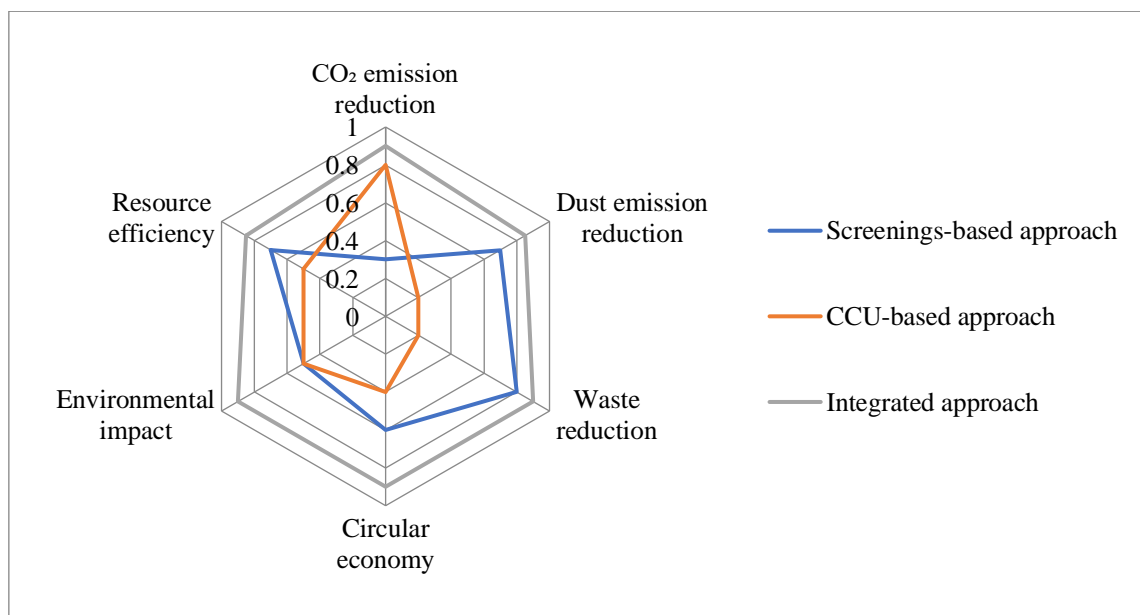 CO₂ emission
reduction
1
0.8
0.6
0.4
0.2
0
Dust emission
reduction
Waste
reduction
Circular
economy
Environmental
impact
Resource
efficiency
Screenings-based approach
CCU-based approach
Integrated approach